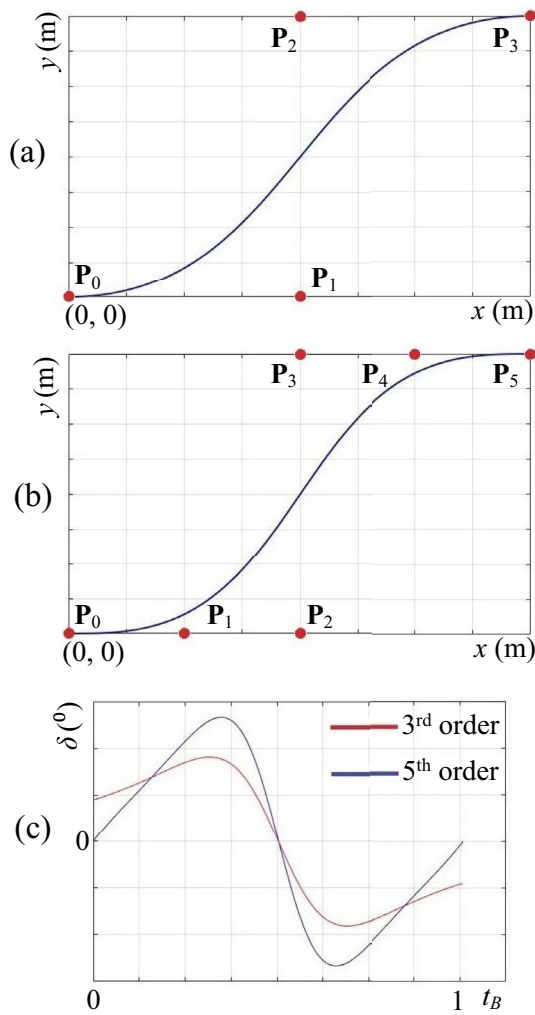 (a)
y (m)
P₂
P₃
P₀
P₁
(0, 0)
x (m)
(b)
y (m)
P₃
P₄
P₅
P₀
P₁
P₂
(0, 0)
x (m)
(c)
δ (⁰)
3ʳᵈ order
5ᵗʰ order
0
0
1
t_B